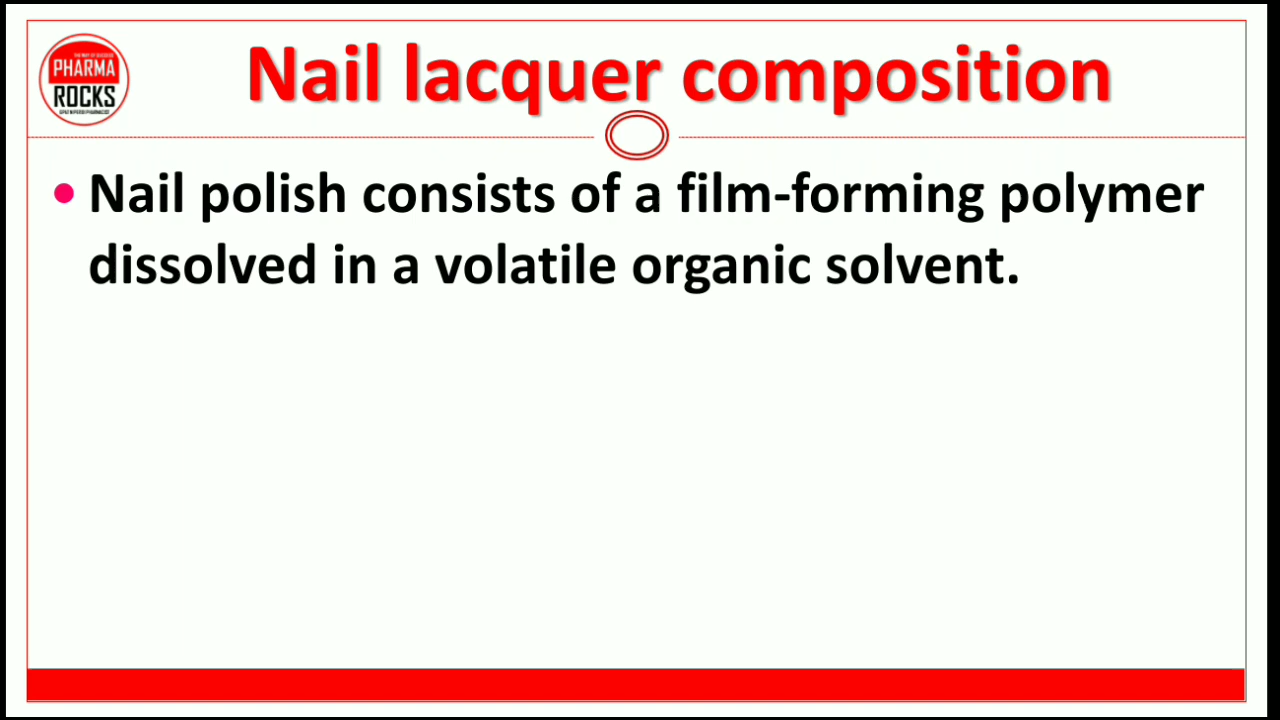 PHARMA
ROCKS
Nail lacquer composition
• Nail polish consists of a film-forming polymer
dissolved in a volatile organic solvent.